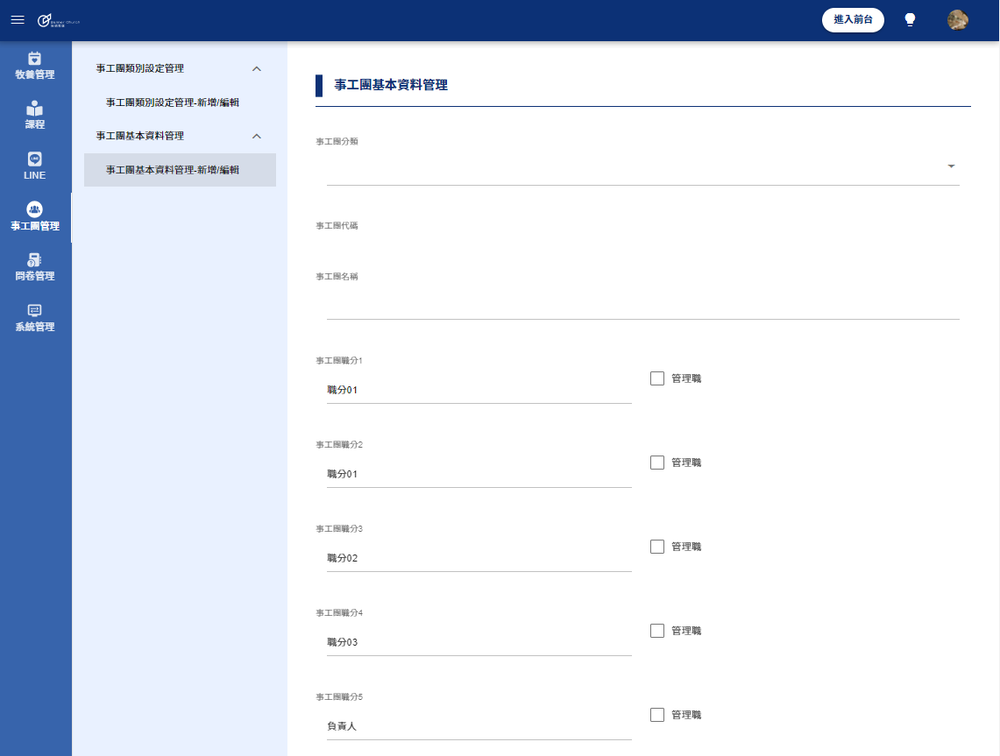 進入前台
牧養管理
課程
LINE
事工團管理
問卷管理
系統管理
事工團類別設定管理
事工團類別設定管理-新增/編輯
事工團基本資料管理
事工團基本資料管理-新增/編輯
事工團基本資料管理
事工團分類
事工團代碼
事工團名稱
事工團職分1
職分01
管理職
事工團職分2
職分01
管理職
事工團職分3
職分02
管理職
事工團職分4
職分03
管理職
事工團職分5
負責人
管理職